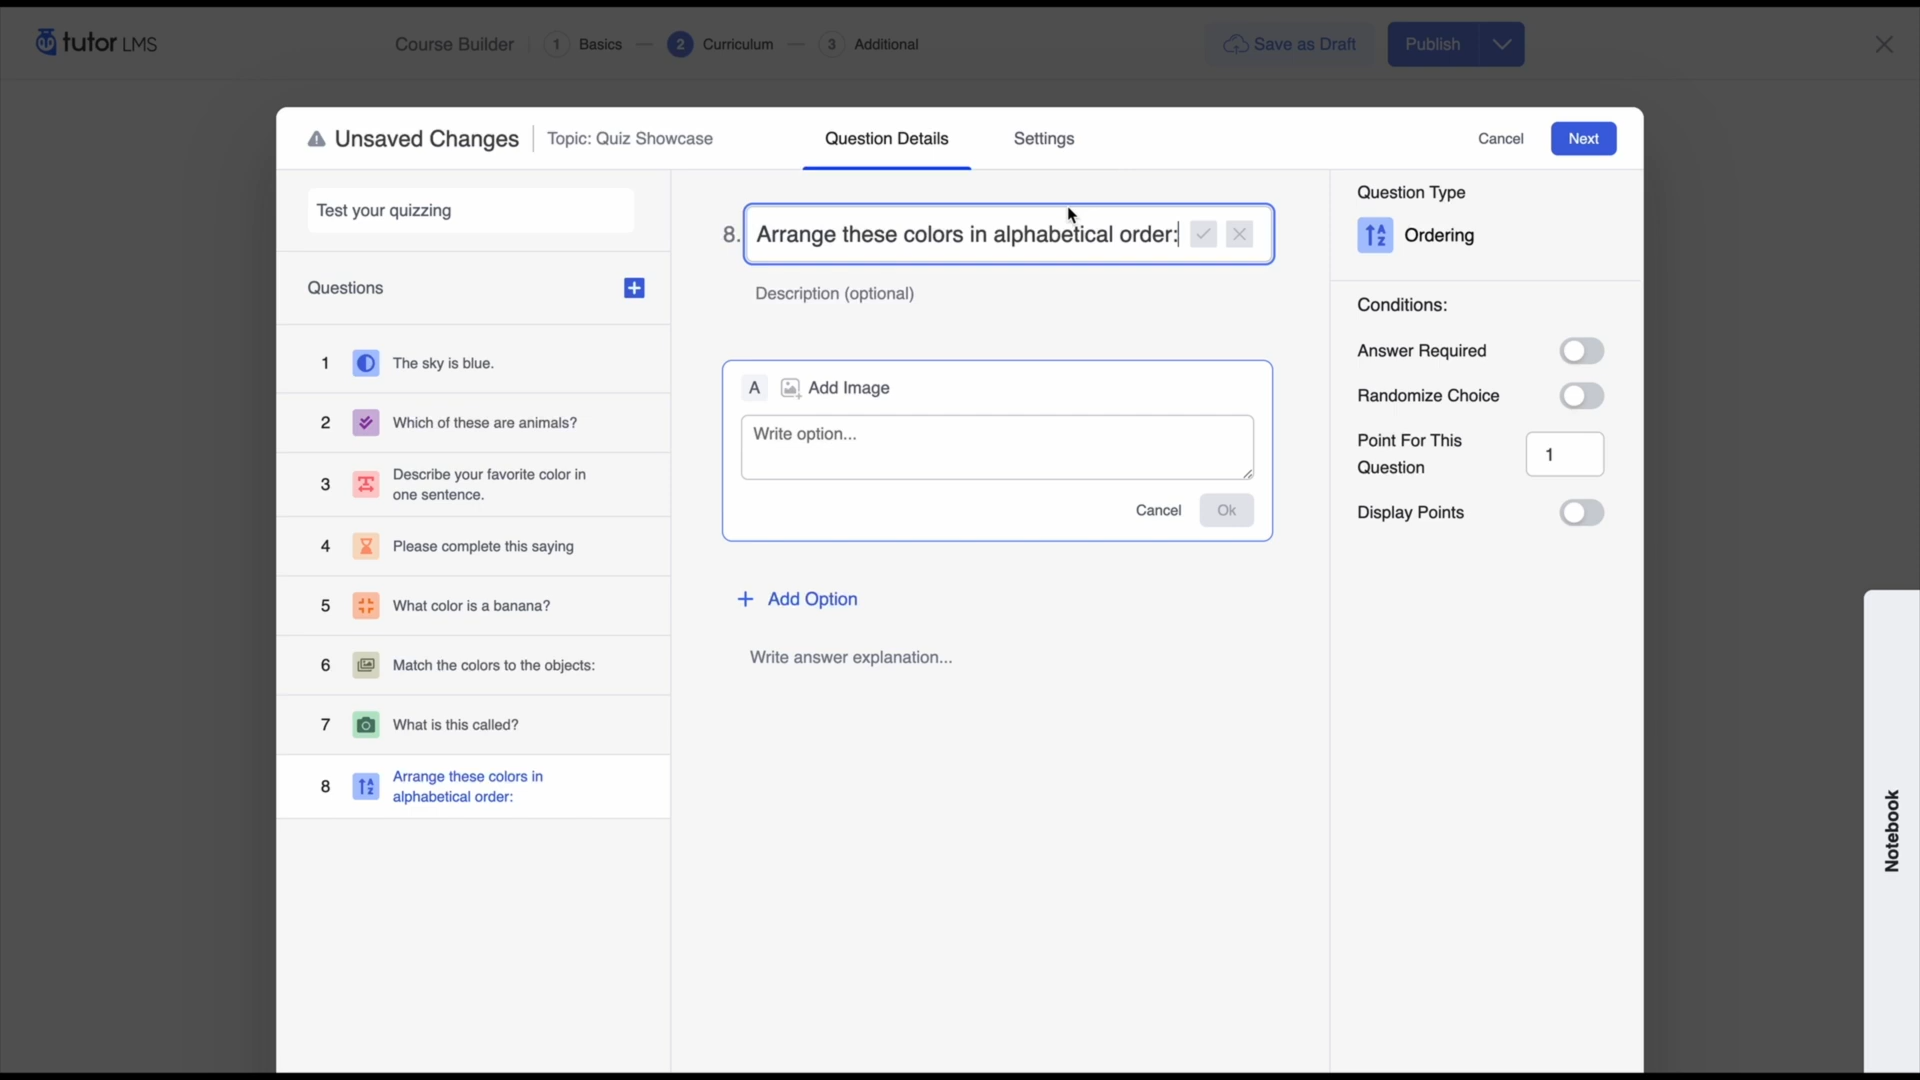 tutor LMS
Course Builder
1 Basics
2 Curriculum
3 Additional
Save as Draft
Publish
Unsaved Changes
Topic: Quiz Showcase
Question Details
Settings
Cancel
Next
Test your quizzing
Questions
1 The sky is blue.
2 Which of these are animals?
3 Describe your favorite color in
one sentence.
4 Please complete this saying
5 What color is a banana?
6 Match the colors to the objects:
7 What is this called?
8 Arrange these colors in
alphabetical order:
8. Arrange these colors in alphabetical order:
Description (optional)
A Add Image
Write option...
Cancel
Ok
+ Add Option
Write answer explanation...
Question Type
Ordering
Conditions:
Answer Required
Randomize Choice
Point For This
Question
1
Display Points
Notebook